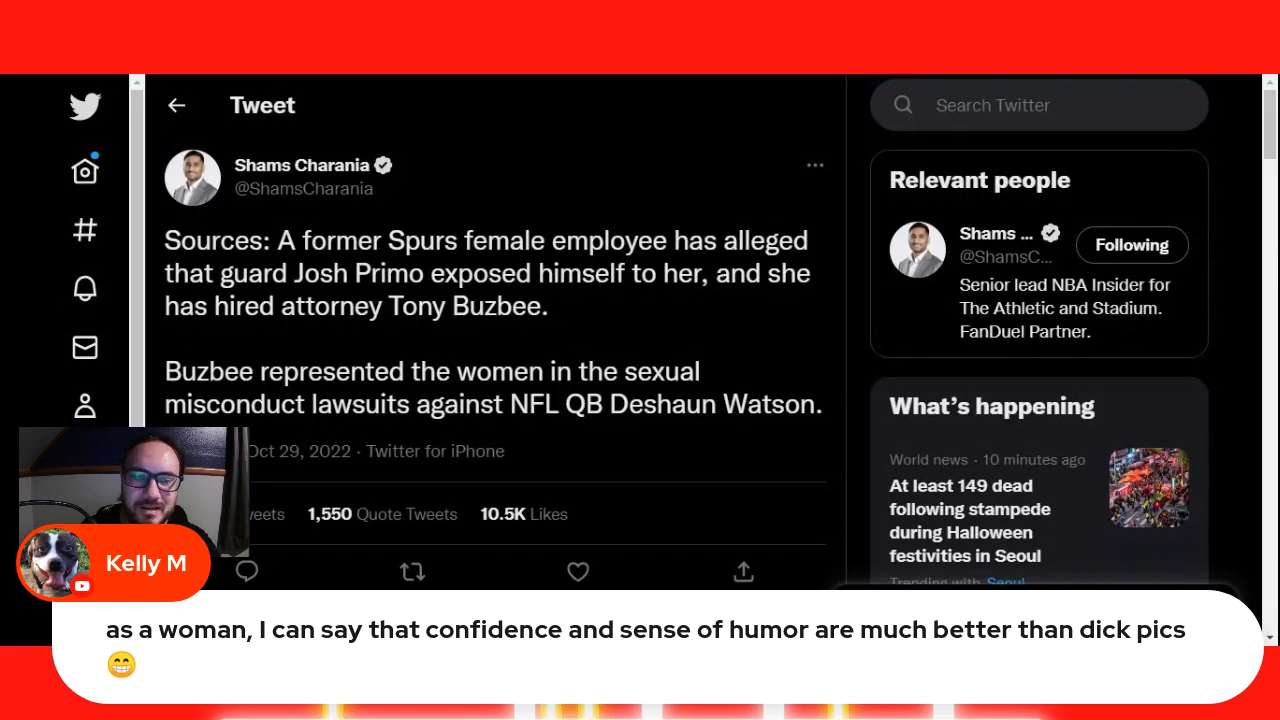 Tweet
Shams Charania
@ShamsCharania
Sources: A former Spurs female employee has alleged
that guard Josh Primo exposed himself to her, and she
has hired attorney Tony Buzbee.
Buzbee represented the women in the sexual
misconduct lawsuits against NFL QB Deshaun Watson.
Oct 29, 2022 · Twitter for iPhone
1,550 Quote Tweets 10.5K Likes
Search Twitter
Relevant people
Shams ...
@ShamsC...
Following
Senior lead NBA Insider for
The Athletic and Stadium.
FanDuel Partner.
What's happening
World news · 10 minutes ago
At least 149 dead
following stampede
during Halloween
festivities in Seoul
Trending with Seoul
Kelly M
as a woman, I can say that confidence and sense of humor are much better than dick pics
😁